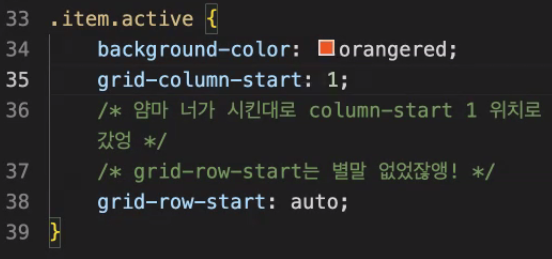 33 .item.active {
34 background-color: orangered;
35 grid-column-start: 1;
36 /* 얌마 너가 시킨대로 column-start 1 위치로
갔엉 */
37 /* grid-row-start는 별말 없었잖앵! */
38 grid-row-start: auto;
39 }